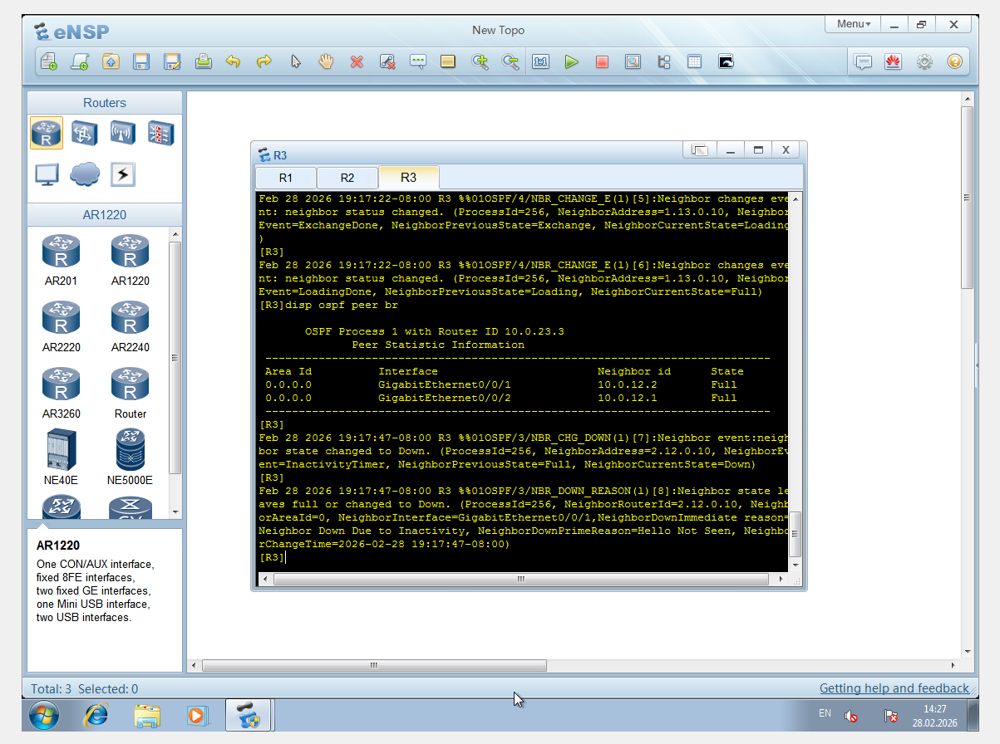 eNSP
New Topo
Menu
Routers
AR1220
AR201 AR1220
AR2220 AR2240
AR3260 Router
NE40E NE5000E
AR1220
One CON/AUX interface,
fixed 8FE interfaces,
two fixed GE interfaces,
one Mini USB interface,
two USB interfaces.
R3
R1 R2 R3
Feb 28 2026 19:17:22-08:00 R3 %%01OSPF/4/NBR_CHANGE_E(l)[5]:Neighbor changes eve
nt: neighbor status changed. (ProcessId=256, NeighborAddress=1.13.0.10, Neighbor
Event=ExchangeDone, NeighborPreviousState=Exchange, NeighborCurrentState=Loading
)
[R3]
Feb 28 2026 19:17:22-08:00 R3 %%01OSPF/4/NBR_CHANGE_E(l)[6]:Neighbor changes eve
nt: neighbor status changed. (ProcessId=256, NeighborAddress=1.13.0.10, Neighbor
Event=LoadingDone, NeighborPreviousState=Loading, NeighborCurrentState=Full)
[R3]disp ospf peer br
OSPF Process 1 with Router ID 10.0.23.3
Peer Statistic Information
----------------------------------------------------------------------------
Area Id Interface Neighbor id State
0.0.0.0 GigabitEthernet0/0/1 10.0.12.2 Full
0.0.0.0 GigabitEthernet0/0/2 10.0.12.1 Full
----------------------------------------------------------------------------
[R3]
Feb 28 2026 19:17:47-08:00 R3 %%01OSPF/3/NBR_CHG_DOWN(l)[7]:Neighbor event:neigh
bor state changed to Down. (ProcessId=256, NeighborAddress=2.12.0.10, NeighborEv
ent=InactivityTimer, NeighborPreviousState=Full, NeighborCurrentState=Down)
[R3]
Feb 28 2026 19:17:47-08:00 R3 %%01OSPF/3/NBR_DOWN_REASON(l)[8]:Neighbor state le
aves full or changed to Down. (ProcessId=256, NeighborRouterId=2.12.0.10, Neighb
orAreaId=0, NeighborInterface=GigabitEthernet0/0/1,NeighborDownImmediate reason=
Neighbor Down Due to Inactivity, NeighborDownPrimeReason=Hello Not Seen, Neighbo
rChangeTime=2026-02-28 19:17:47-08:00)
[R3]
Total: 3 Selected: 0
Getting help and feedback
EN
14:27
28.02.2026